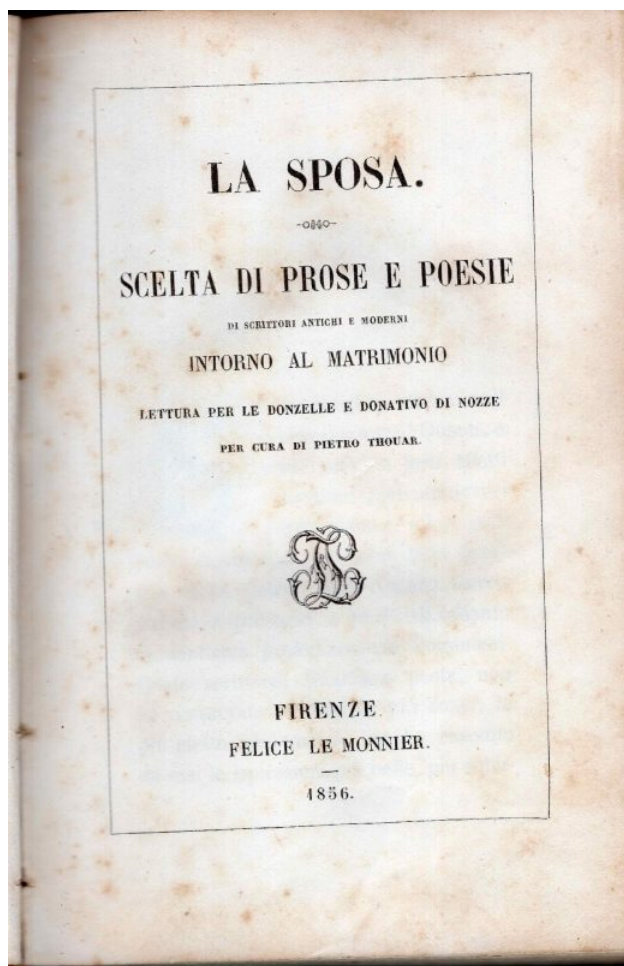 LA SPOSA.
SCELTA DI PROSE E POESIE
DI SCRITTORI ANTICHI E MODERNI
INTORNO AL MATRIMONIO
LETTURA PER LE DONZELLE E DONATIVO DI NOZZE
PER CURA DI PIETRO THOUAR.
FIRENZE
FELICE LE MONNIER.
1856.